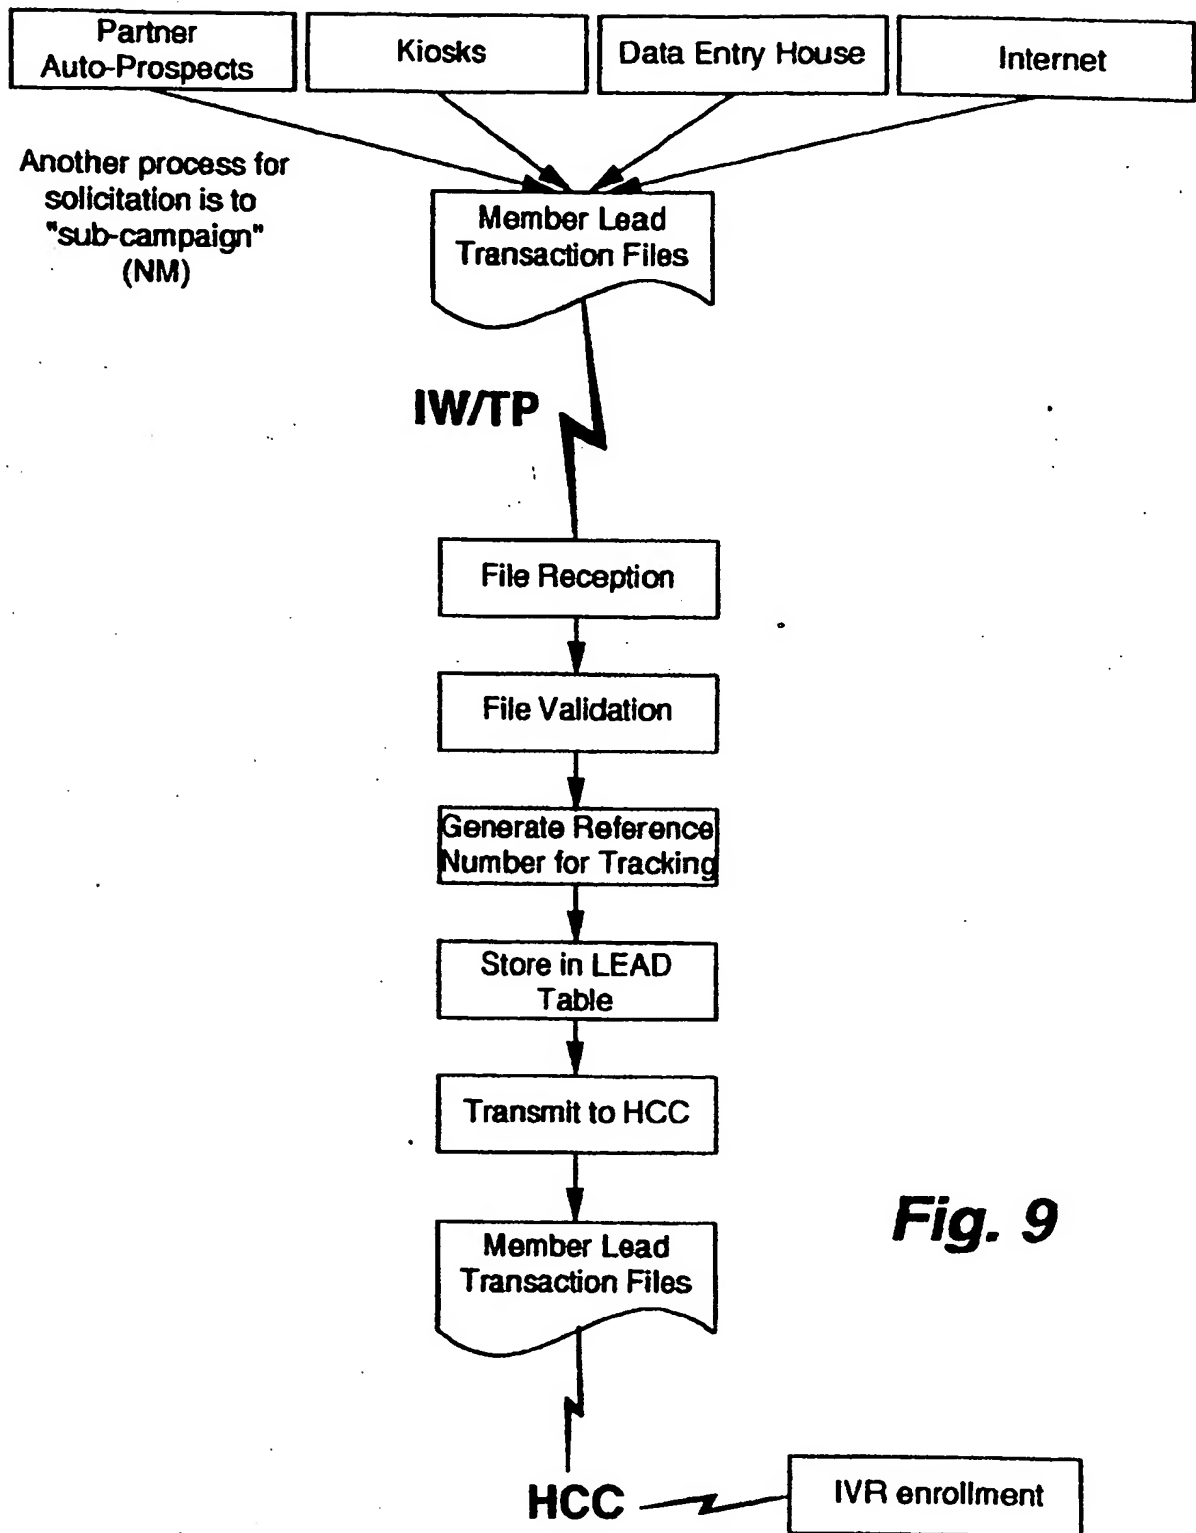 Partner
Auto-Prospects
Kiosks
Data Entry House
Internet
Another process for
solicitation is to
"sub-campaign"
(NM)
Member Lead
Transaction Files
IW/TP
File Reception
File Validation
Generate Reference
Number for Tracking
Store in LEAD
Table
Transmit to HCC
Member Lead
Transaction Files
Fig. 9
HCC
IVR enrollment